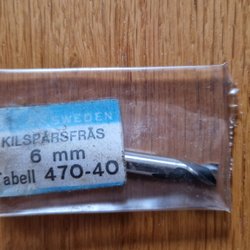 SWEDEN
KILSPÅRSFRÄS
6 mm
Tabell 470-40